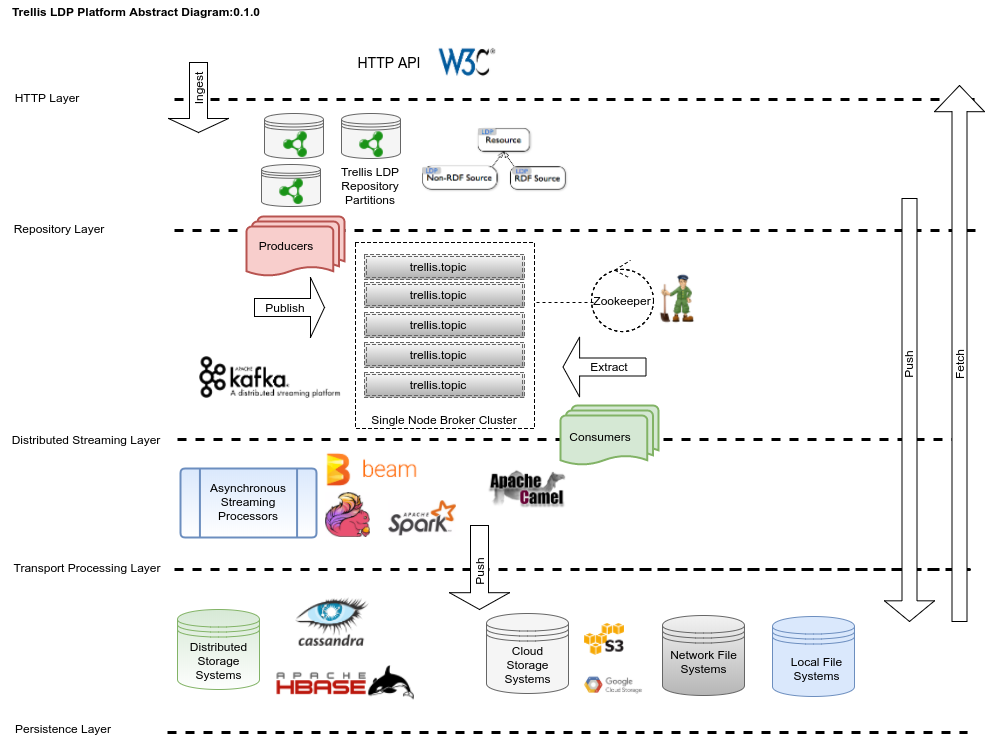 Trellis LDP Platform Abstract Diagram:0.1.0
HTTP API
W3C®
Ingest
HTTP Layer
Trellis LDP
Repository
Partitions
LDP
Resource
LDP
Non-RDF Source
LDP
RDF Source
Repository Layer
Producers
trellis.topic
trellis.topic
trellis.topic
trellis.topic
trellis.topic
Single Node Broker Cluster
Zookeeper
Publish
Extract
APACHE
kafka.
A distributed streaming platform
Consumers
Push
Fetch
Distributed Streaming Layer
Asynchronous
Streaming
Processors
beam
APACHE
Spark
Apache
Camel
Push
Transport Processing Layer
Distributed
Storage
Systems
cassandra
APACHE
HBASE
Cloud
Storage
Systems
S3
Google
Cloud Storage
Network File
Systems
Local File
Systems
Persistence Layer